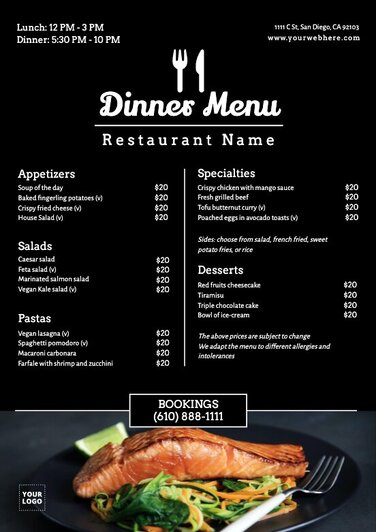 Lunch: 12 PM - 3 PM
Dinner: 5:30 PM - 10 PM
1111 C St, San Diego, CA 92103
www.yourwebhere.com
Dinner Menu
Restaurant Name
Appetizers
Soup of the day $20
Baked fingerling potatoes (v) $20
Crispy fried cheese (v) $20
House Salad (v) $20
Salads
Caesar salad $20
Feta salad (v) $20
Marinated salmon salad $20
Vegan Kale salad (v) $20
Pastas
Vegan lasagna (v) $20
Spaghetti pomodoro (v) $20
Macaroni carbonara $20
Farfale with shrimp and zucchini $20
Specialties
Crispy chicken with mango sauce $20
Fresh grilled beef $20
Tofu butternut curry (v) $20
Poached eggs in avocado toasts (v) $20
Sides: choose from salad, french fried, sweet
potato fries, or rice
Desserts
Red fruits cheesecake $20
Tiramisu $20
Triple chocolate cake $20
Bowl of ice-cream $20
The above prices are subject to change
We adapt the menu to different allergies and
intolerances
BOOKINGS
(610) 888-1111
YOUR
LOGO